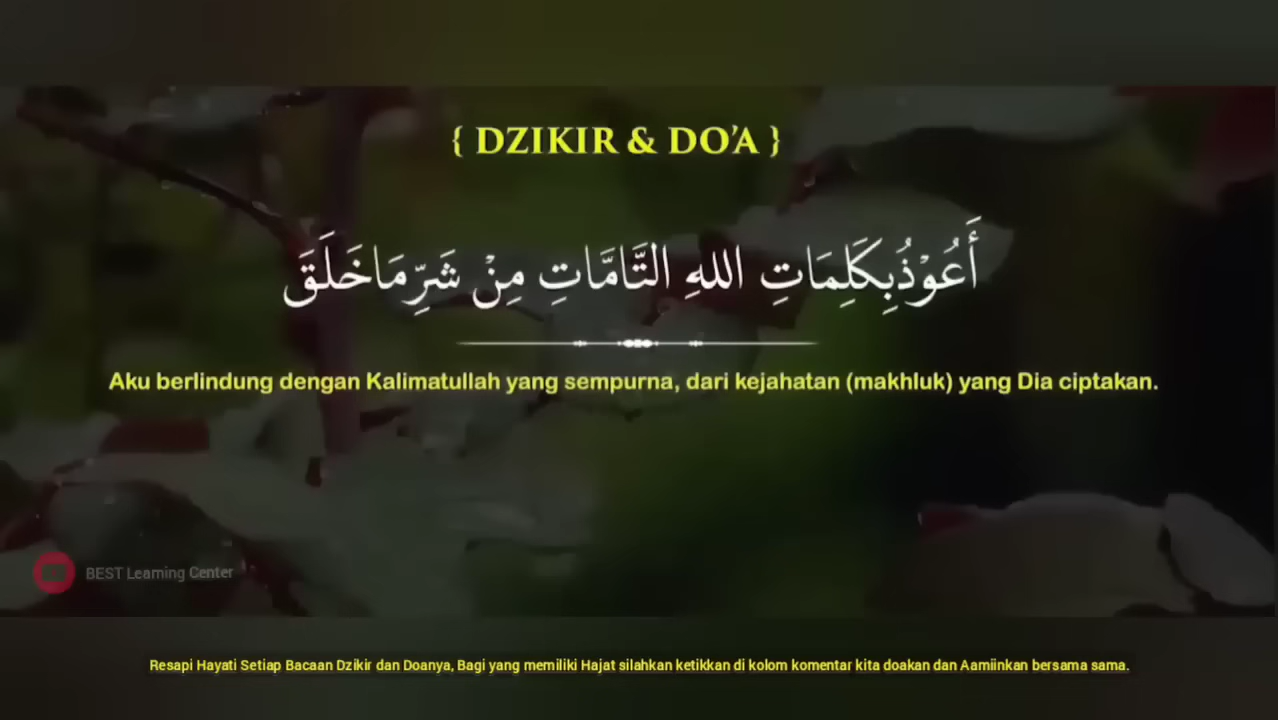 { DZIKIR & DO'A }
أَعُوْذُبِكَلِمَاتِ اللهِ التَّامَّاتِ مِنْ شَرِّمَاخَلَقَ
Aku berlindung dengan Kalimatullah yang sempurna, dari kejahatan (makhluk) yang Dia ciptakan.
BEST Learning Center
Resapi Hayati Setiap Bacaan Dzikir dan Doanya, Bagi yang memiliki Hajat silahkan ketikkan di kolom komentar kita doakan dan Aamiinkan bersama sama.